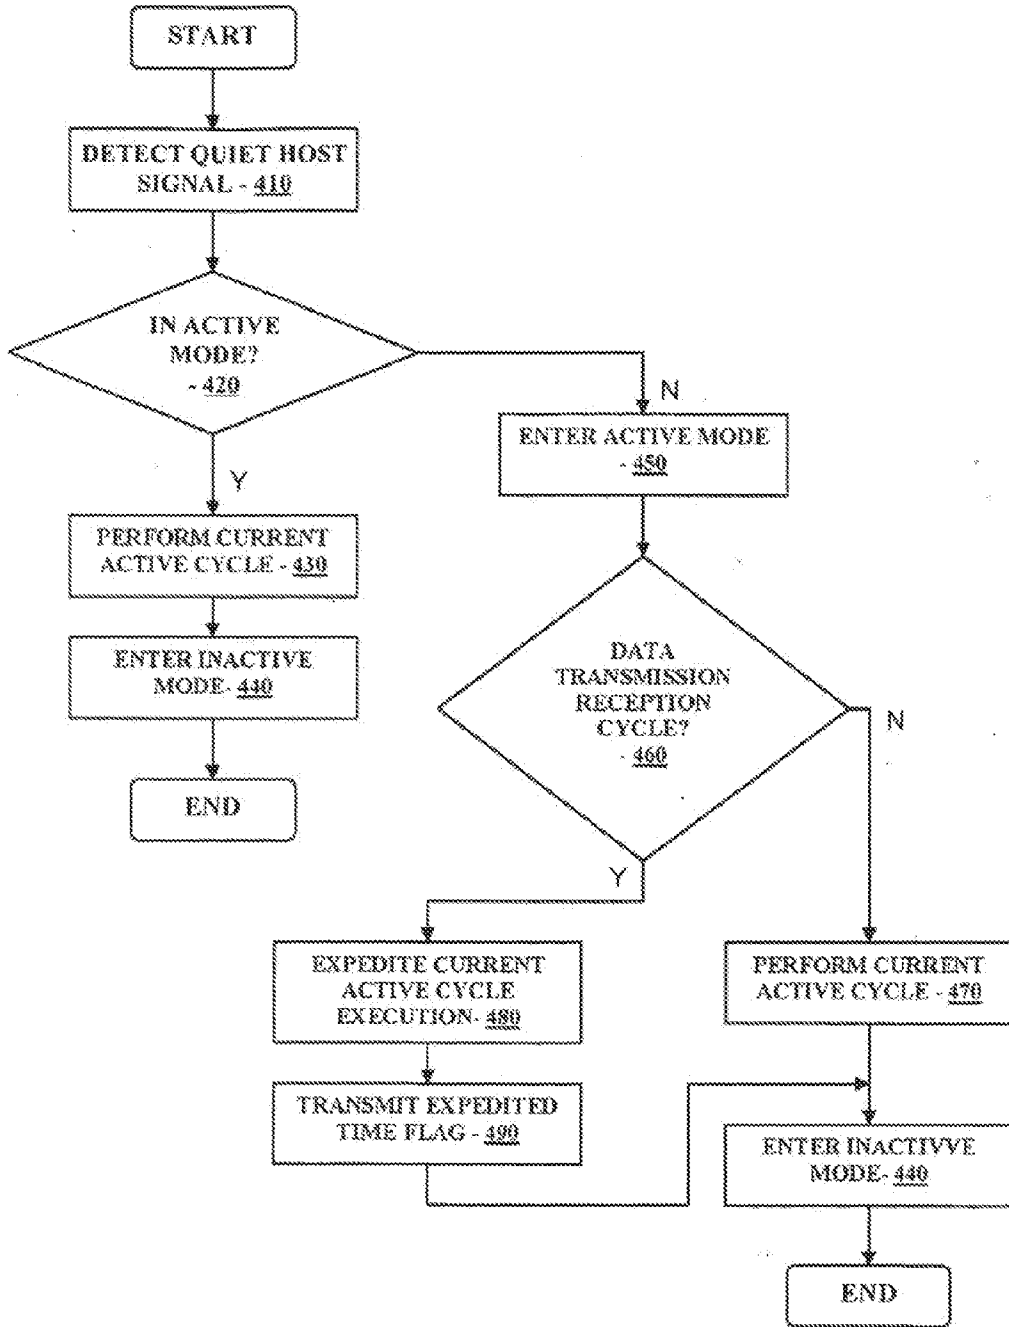 START
DETECT QUIET HOST
SIGNAL - 410
IN ACTIVE
MODE?
- 420
N
ENTER ACTIVE MODE
- 450
Y
PERFORM CURRENT
ACTIVE CYCLE - 430
ENTER INACTIVE
MODE- 440
END
DATA
TRANSMISSION
RECEPTION
CYCLE?
- 460
N
Y
EXPEDITE CURRENT
ACTIVE CYCLE
EXECUTION- 480
PERFORM CURRENT
ACTIVE CYCLE - 470
TRANSMIT EXPEDITED
TIME FLAG - 490
ENTER INACTIVVE
MODE- 440
END